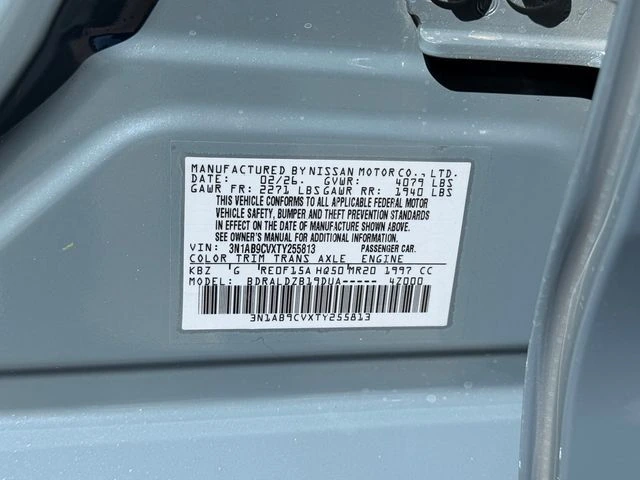 MANUFACTURED BY NISSAN MOTOR CO., LTD.
DATE: 02/26. GVWR: 4079 LBS
GAWR FR: 2271 LBS GAWR RR: 1940 LBS
THIS VEHICLE CONFORMS TO ALL APPLICABLE FEDERAL MOTOR
VEHICLE SAFETY, BUMPER AND THEFT PREVENTION STANDARDS
IN EFFECT ON THE DATE OF MANUFACTURE SHOWN ABOVE.
SEE OWNER'S MANUAL FOR ADDITIONAL INFORMATION.
VIN: 3N1AB9CVXTY255813 PASSENGER CAR.
COLOR TRIM TRANS AXLE ENGINE
KBZ G RE0F15A HQ50 MR20 1997 CC
MODEL: BDRALDZB19DUA----- 4Z000
3N1AB9CVXTY255813